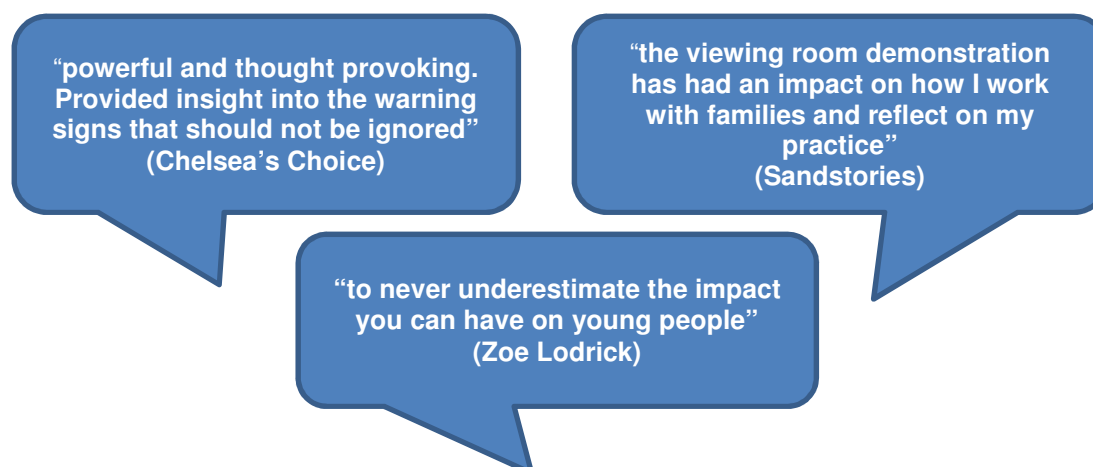 “powerful and thought provoking.
Provided insight into the warning
signs that should not be ignored”
(Chelsea’s Choice)
“the viewing room demonstration
has had an impact on how I work
with families and reflect on my
practice”
(Sandstories)
“to never underestimate the impact
you can have on young people”
(Zoe Lodrick)